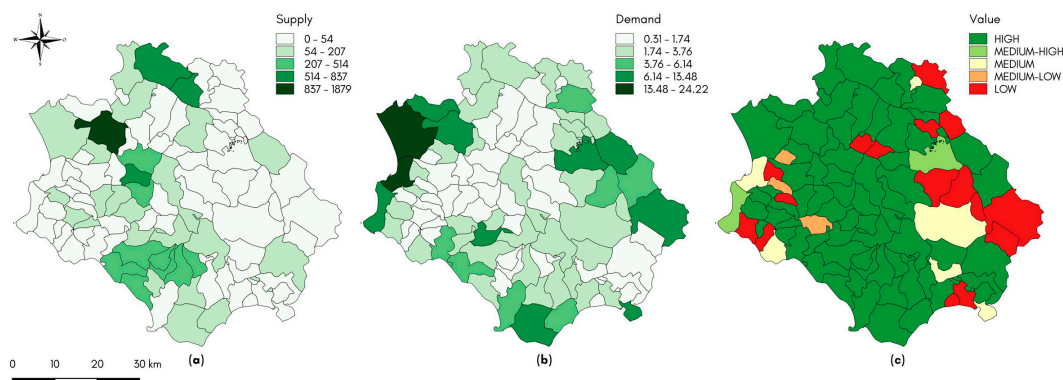 N
W
O
S
Supply
0 - 54
54 - 207
207 - 514
514 - 837
837 - 1879
(a)
0 10 20 30 km
Demand
0.31 - 1.74
1.74 - 3.76
3.76 - 6.14
6.14 - 13.48
13.48 - 24.22
(b)
Value
HIGH
MEDIUM-HIGH
MEDIUM
MEDIUM-LOW
LOW
(c)